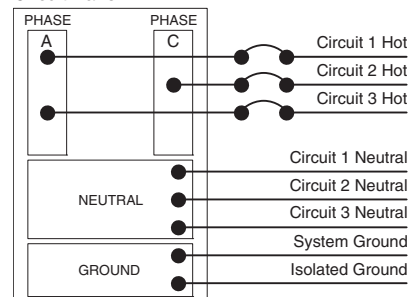 PHASE PHASE
A C
Circuit 1 Hot
Circuit 2 Hot
Circuit 3 Hot
Circuit 1 Neutral
NEUTRAL
Circuit 2 Neutral
Circuit 3 Neutral
System Ground
GROUND
Isolated Ground